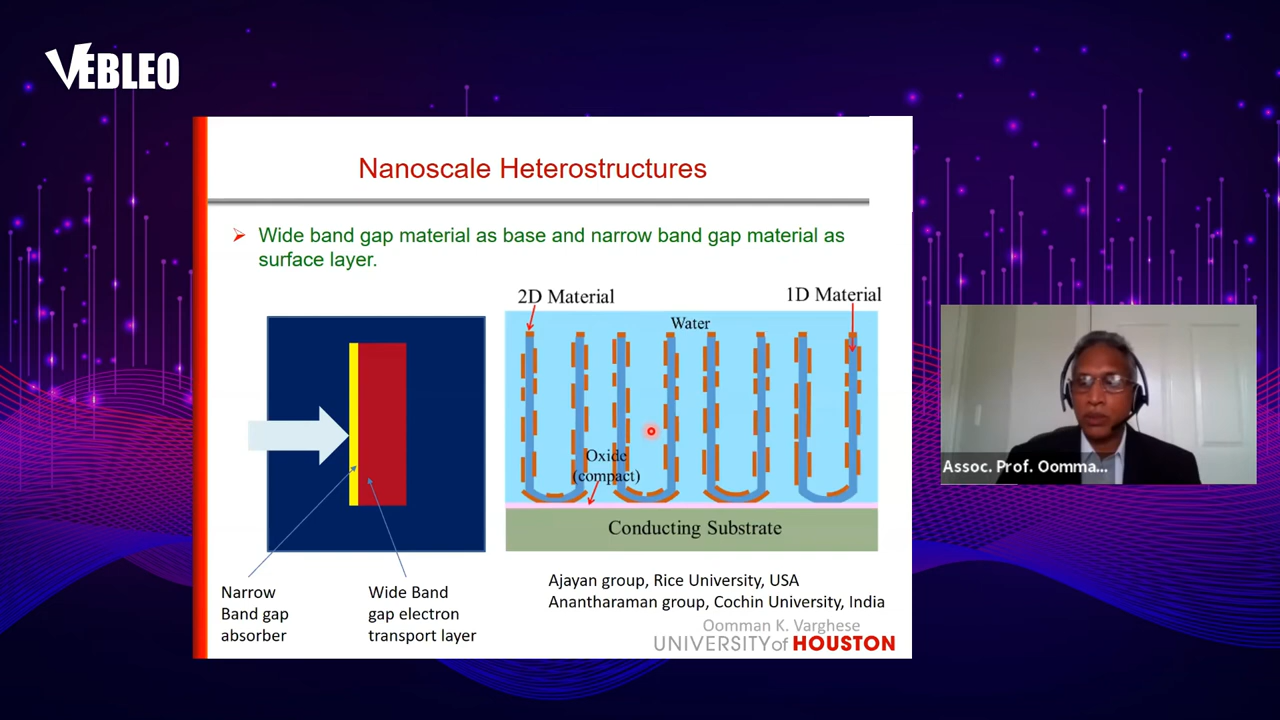 VEBLEO
Nanoscale Heterostructures
Wide band gap material as base and narrow band gap material as
surface layer.
2D Material
1D Material
Water
Oxide
(compact)
Conducting Substrate
Narrow
Band gap
absorber
Wide Band
gap electron
transport layer
Ajayan group, Rice University, USA
Anantharaman group, Cochin University, India
Oomman K. Varghese
UNIVERSITY of HOUSTON
Assoc. Prof. Oomma...